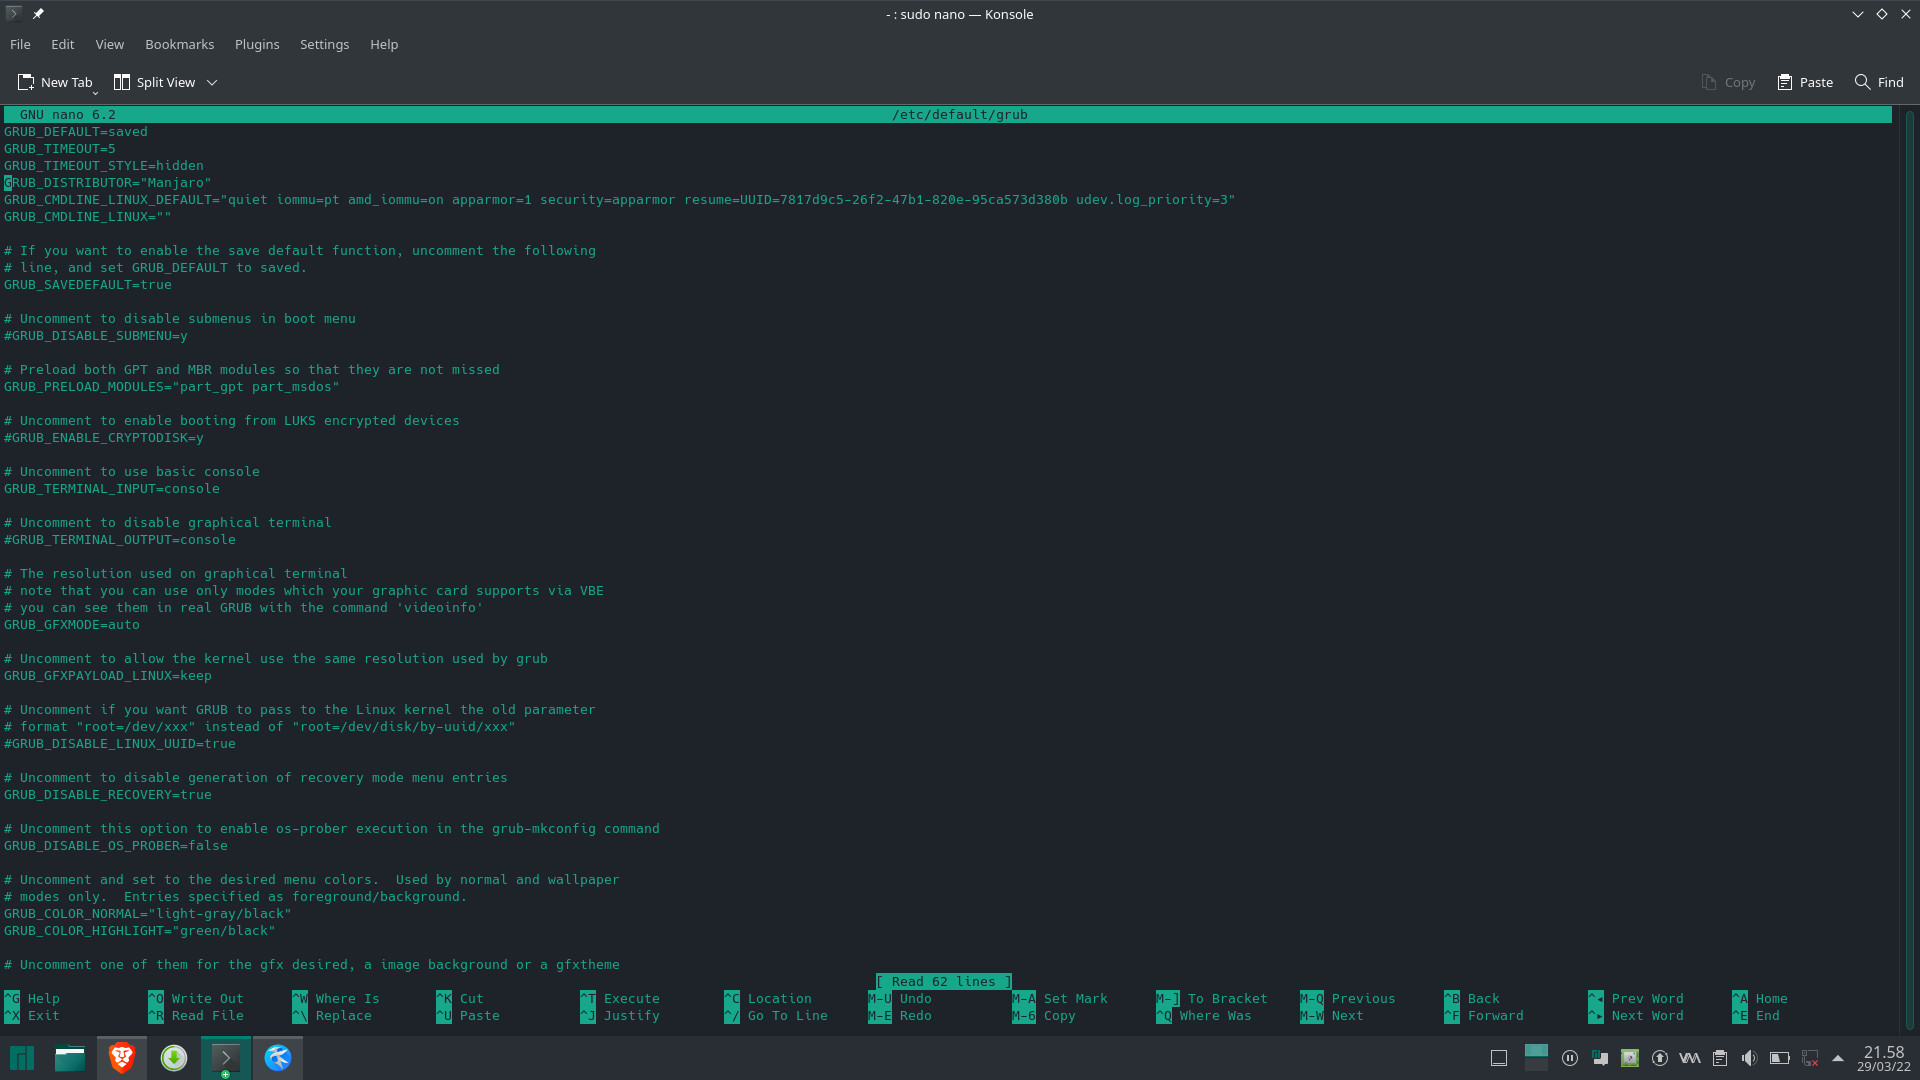 - : sudo nano — Konsole
File Edit View Bookmarks Plugins Settings Help
New Tab Split View Copy Paste Find
GNU nano 6.2 /etc/default/grub
GRUB_DEFAULT=saved
GRUB_TIMEOUT=5
GRUB_TIMEOUT_STYLE=hidden
GRUB_DISTRIBUTOR="Manjaro"
GRUB_CMDLINE_LINUX_DEFAULT="quiet iommu=pt amd_iommu=on apparmor=1 security=apparmor resume=UUID=7817d9c5-26f2-47b1-820e-95ca573d380b udev.log_priority=3"
GRUB_CMDLINE_LINUX=""

# If you want to enable the save default function, uncomment the following
# line, and set GRUB_DEFAULT to saved.
GRUB_SAVEDEFAULT=true

# Uncomment to disable submenus in boot menu
#GRUB_DISABLE_SUBMENU=y

# Preload both GPT and MBR modules so that they are not missed
GRUB_PRELOAD_MODULES="part_gpt part_msdos"

# Uncomment to enable booting from LUKS encrypted devices
#GRUB_ENABLE_CRYPTODISK=y

# Uncomment to use basic console
GRUB_TERMINAL_INPUT=console

# Uncomment to disable graphical terminal
#GRUB_TERMINAL_OUTPUT=console

# The resolution used on graphical terminal
# note that you can use only modes which your graphic card supports via VBE
# you can see them in real GRUB with the command 'videoinfo'
GRUB_GFXMODE=auto

# Uncomment to allow the kernel use the same resolution used by grub
GRUB_GFXPAYLOAD_LINUX=keep

# Uncomment if you want GRUB to pass to the Linux kernel the old parameter
# format "root=/dev/xxx" instead of "root=/dev/disk/by-uuid/xxx"
#GRUB_DISABLE_LINUX_UUID=true

# Uncomment to disable generation of recovery mode menu entries
GRUB_DISABLE_RECOVERY=true

# Uncomment this option to enable os-prober execution in the grub-mkconfig command
GRUB_DISABLE_OS_PROBER=false

# Uncomment and set to the desired menu colors.  Used by normal and wallpaper
# modes only.  Entries specified as foreground/background.
GRUB_COLOR_NORMAL="light-gray/black"
GRUB_COLOR_HIGHLIGHT="green/black"

# Uncomment one of them for the gfx desired, a image background or a gfxtheme
[ Read 62 lines ]
^G Help ^O Write Out ^W Where Is ^K Cut ^T Execute ^C Location M-U Undo M-A Set Mark M-] To Bracket M-Q Previous ^B Back ^◂ Prev Word ^A Home
^X Exit ^R Read File ^\ Replace ^U Paste ^J Justify ^/ Go To Line M-E Redo M-6 Copy ^Q Where Was M-W Next ^F Forward ^▸ Next Word ^E End
21.58
29/03/22